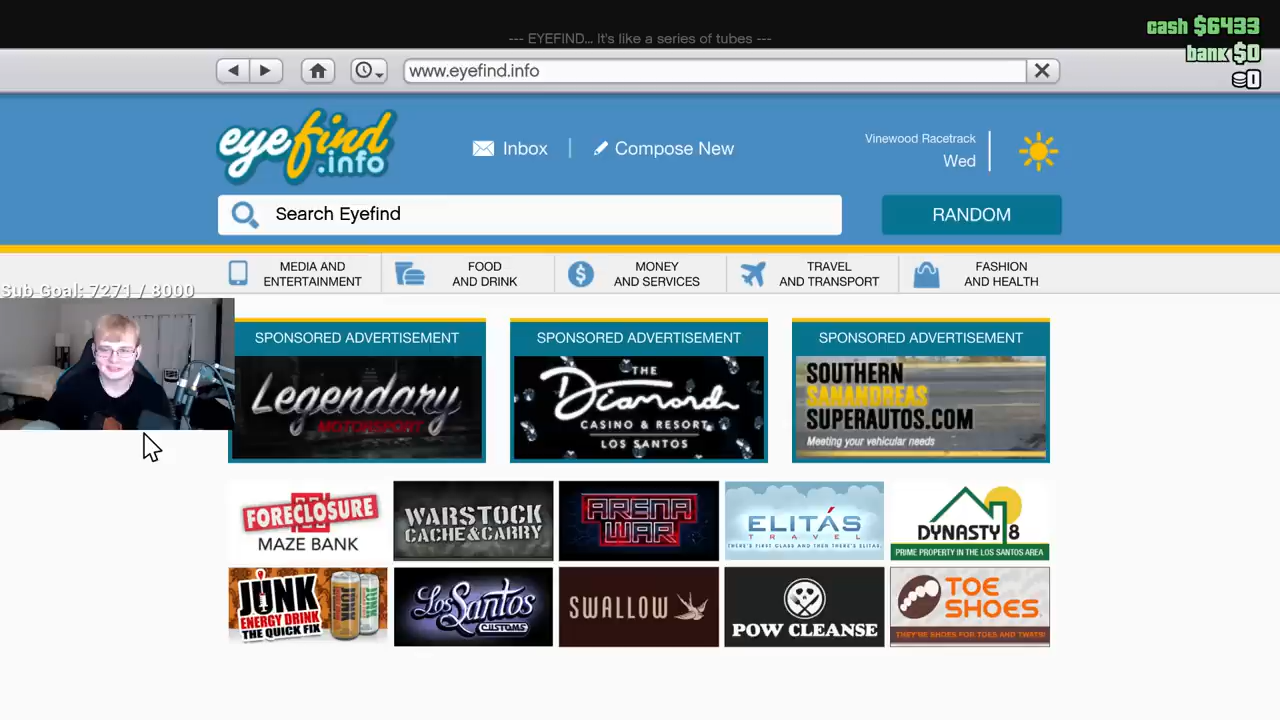 --- EYEFIND... It's like a series of tubes ---
cash $6433
bank $0
0
www.eyefind.info
eyefind
.info
Inbox
Compose New
Vinewood Racetrack
Wed
Search Eyefind
RANDOM
MEDIA AND
ENTERTAINMENT
FOOD
AND DRINK
MONEY
AND SERVICES
TRAVEL
AND TRANSPORT
FASHION
AND HEALTH
Sub Goal: 7271 / 8000
SPONSORED ADVERTISEMENT
Legendary
MOTORSPORT
SPONSORED ADVERTISEMENT
THE
Diamond
CASINO & RESORT
LOS SANTOS
SPONSORED ADVERTISEMENT
SOUTHERN
SANANDREAS
SUPERAUTOS.COM
Meeting your vehicular needs
FORECLOSURE
MAZE BANK
WARSTOCK
CACHE&CARRY
ARENA
WAR
ELITÁS
TRAVEL
THERE'S FIRST CLASS AND THEN THERE'S ELITAS
DYNASTY 8
PRIME PROPERTY IN THE LOS SANTOS AREA
JUNK
ENERGY DRINK
THE QUICK FIX
Los Santos
CUSTOMS
SWALLOW
POW CLEANSE
TOE
SHOES
THEY'RE SHOES FOR TOES AND TWATS!